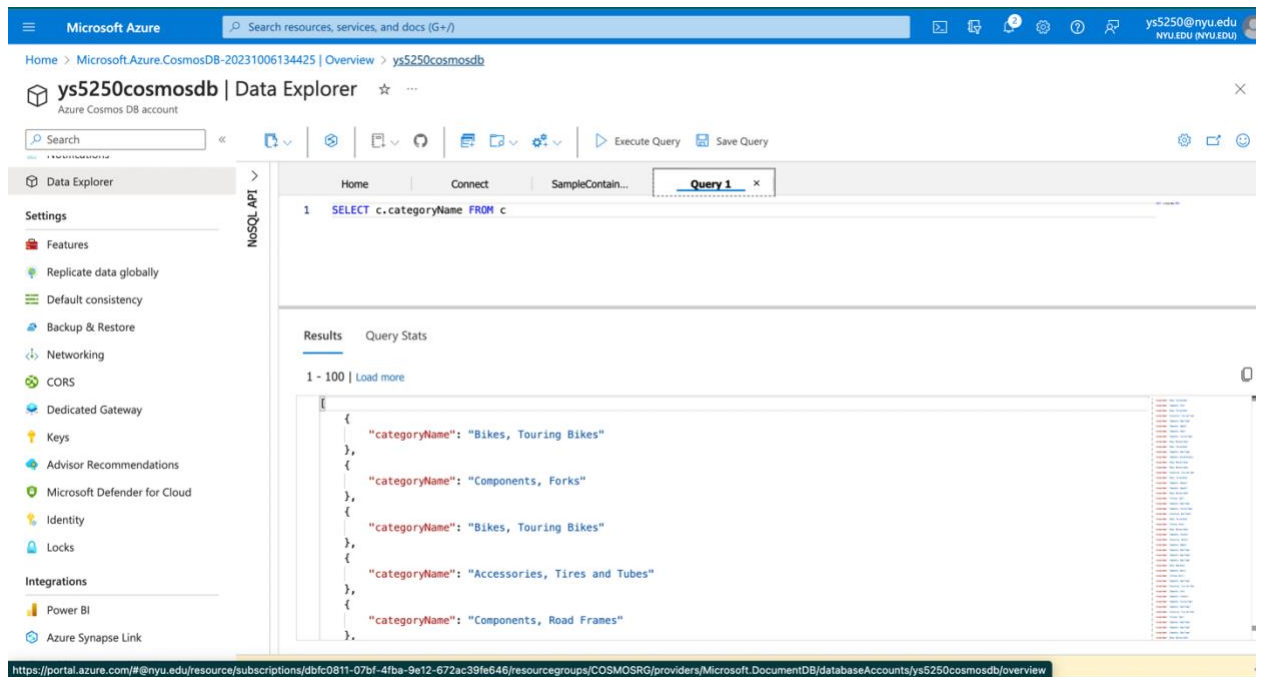 Microsoft Azure
Search resources, services, and docs (G+/)
2
ys5250@nyu.edu
NYU.EDU (NYU.EDU)
Home > Microsoft.Azure.CosmosDB-20231006134425 | Overview > ys5250cosmosdb
ys5250cosmosdb | Data Explorer
Azure Cosmos DB account
Search
«
Execute Query
Save Query
Notifications
Data Explorer
Settings
Features
Replicate data globally
Default consistency
Backup & Restore
Networking
CORS
Dedicated Gateway
Keys
Advisor Recommendations
Microsoft Defender for Cloud
Identity
Locks
Integrations
Power BI
Azure Synapse Link
NoSQL API
Home
Connect
SampleContain...
Query 1
1 SELECT c.categoryName FROM c
Results
Query Stats
1 - 100 | Load more
[
{
"categoryName": "Bikes, Touring Bikes"
},
{
"categoryName": "Components, Forks"
},
{
"categoryName": "Bikes, Touring Bikes"
},
{
"categoryName": "Accessories, Tires and Tubes"
},
{
"categoryName": "Components, Road Frames"
},
https://portal.azure.com/#@nyu.edu/resource/subscriptions/dbfc0811-07bf-4fba-9e12-672ac39fe646/resourcegroups/COSMOSRG/providers/Microsoft.DocumentDB/databaseAccounts/ys5250cosmosdb/overview